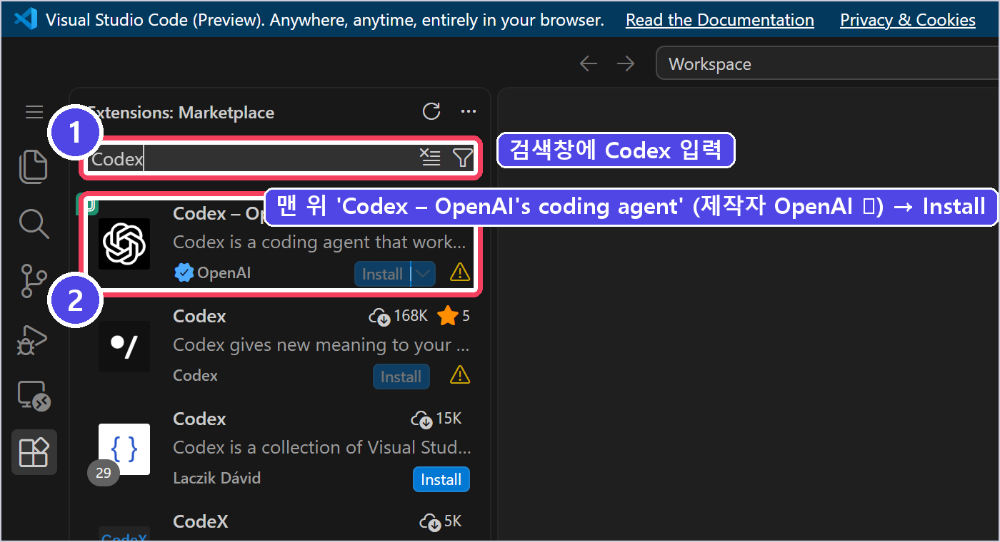 Visual Studio Code (Preview). Anywhere, anytime, entirely in your browser. Read the Documentation Privacy & Cookies
Workspace
Extensions: Marketplace
1
Codex
검색창에 Codex 입력
맨 위 'Codex – OpenAI's coding agent' (제작자 OpenAI ▯) → Install
Codex – Op
Codex is a coding agent that work...
OpenAI Install
2
Codex 168K 5
Codex gives new meaning to your ...
Codex Install
Codex 15K
Codex is a collection of Visual Stud...
29
Laczik Dávid Install
CodeX 5K
CodeX